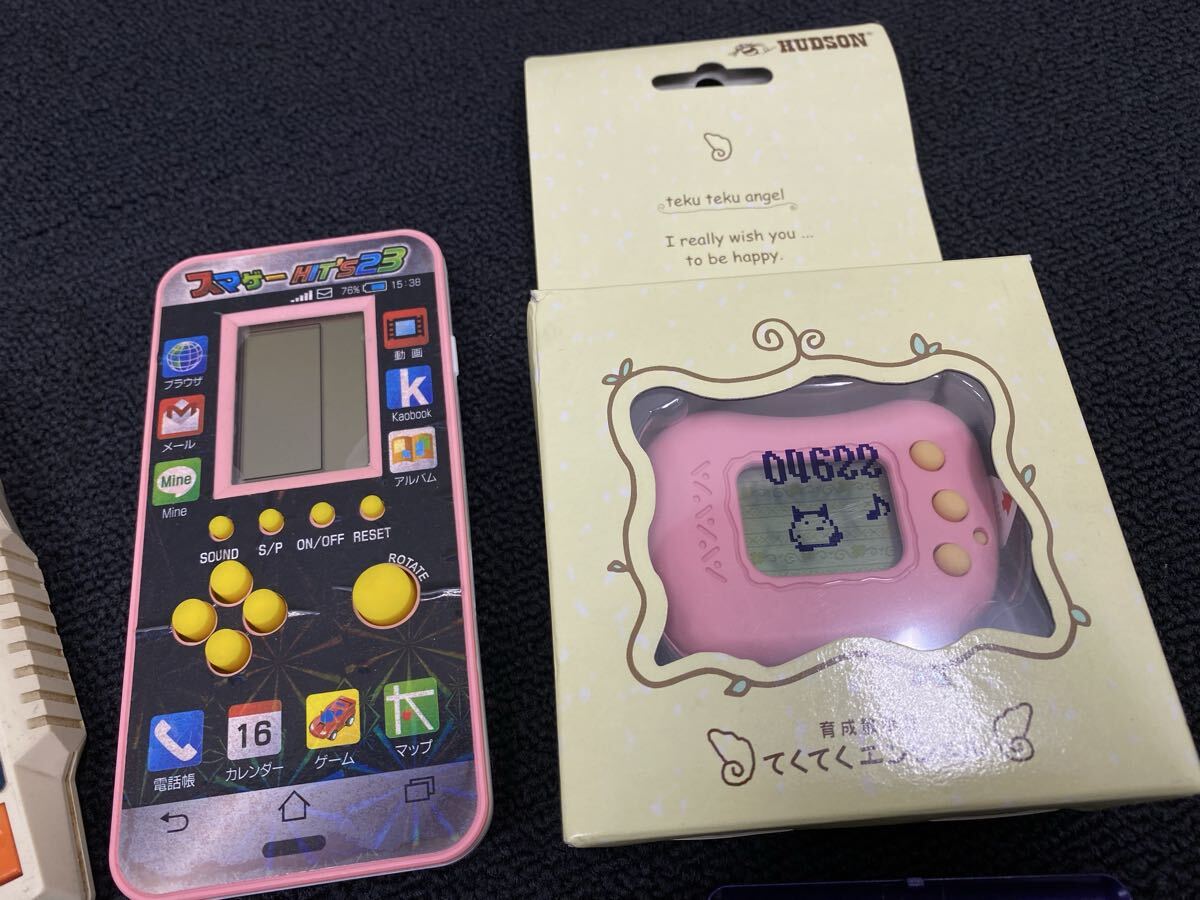 スマゲー HIT'S23
76% 15:38
ブラウザ
動画
メール
k
Kaobook
Mine
Mine
アルバム
SOUND
S/P
ON/OFF
RESET
ROTATE
電話帳
16
カレンダー
ゲーム
マップ
HUDSON
teku teku angel
I really wish you ...
to be happy.
04622
育成
てくてくエン